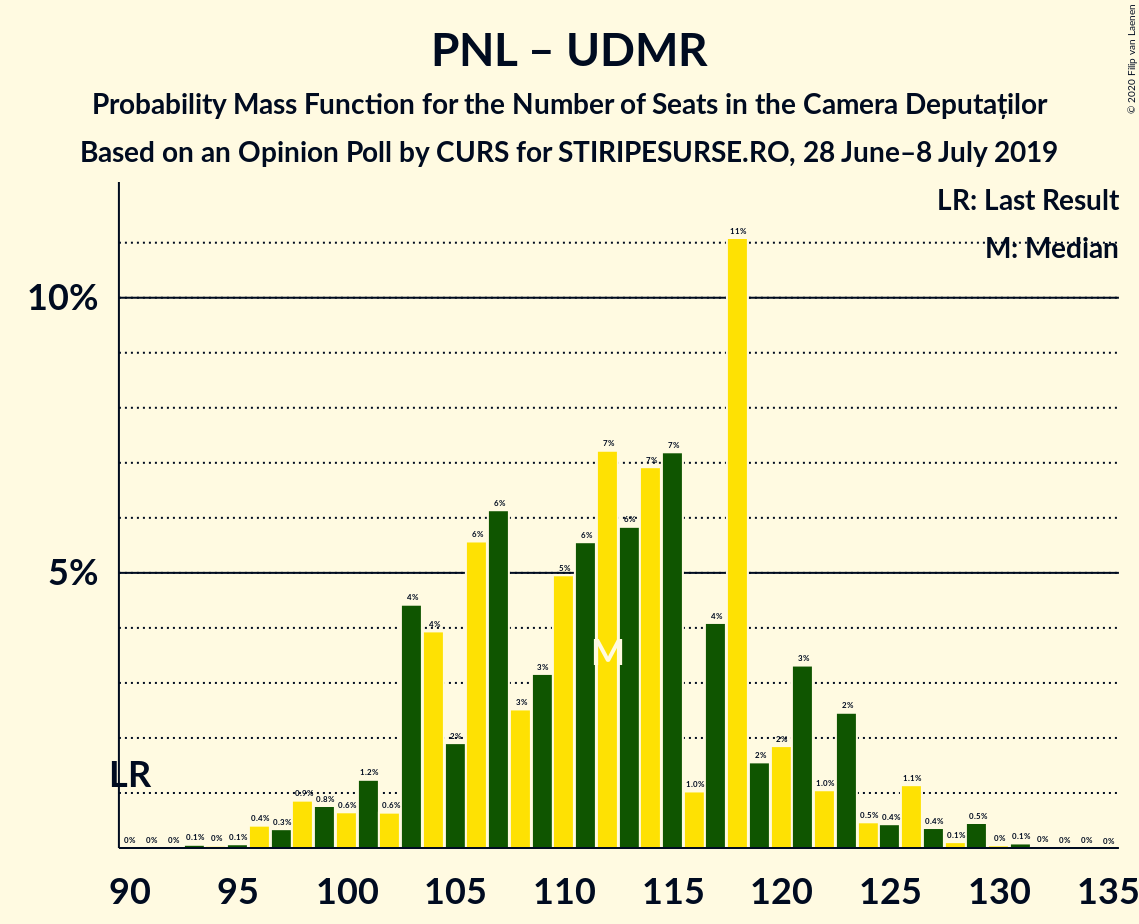 PNL – UDMR
Probability Mass Function for the Number of Seats in the Camera Deputaților
Based on an Opinion Poll by CURS for STIRIPESURSE.RO, 28 June–8 July 2019
© 2020 Filip van Laenen
LR: Last Result
M: Median
10%
5%
LR
M
0% 0% 0% 0.1% 0% 0.1% 0.4% 0.3% 0.9% 0.8% 0.6% 1.2% 0.6% 4% 4% 2% 6% 6% 3% 3% 5% 6% 7% 6% 7% 7% 1.0% 4% 11% 2% 2% 3% 1.0% 2% 0.5% 0.4% 1.1% 0.4% 0.1% 0.5% 0% 0.1% 0% 0% 0% 0%
90 95 100 105 110 115 120 125 130 135